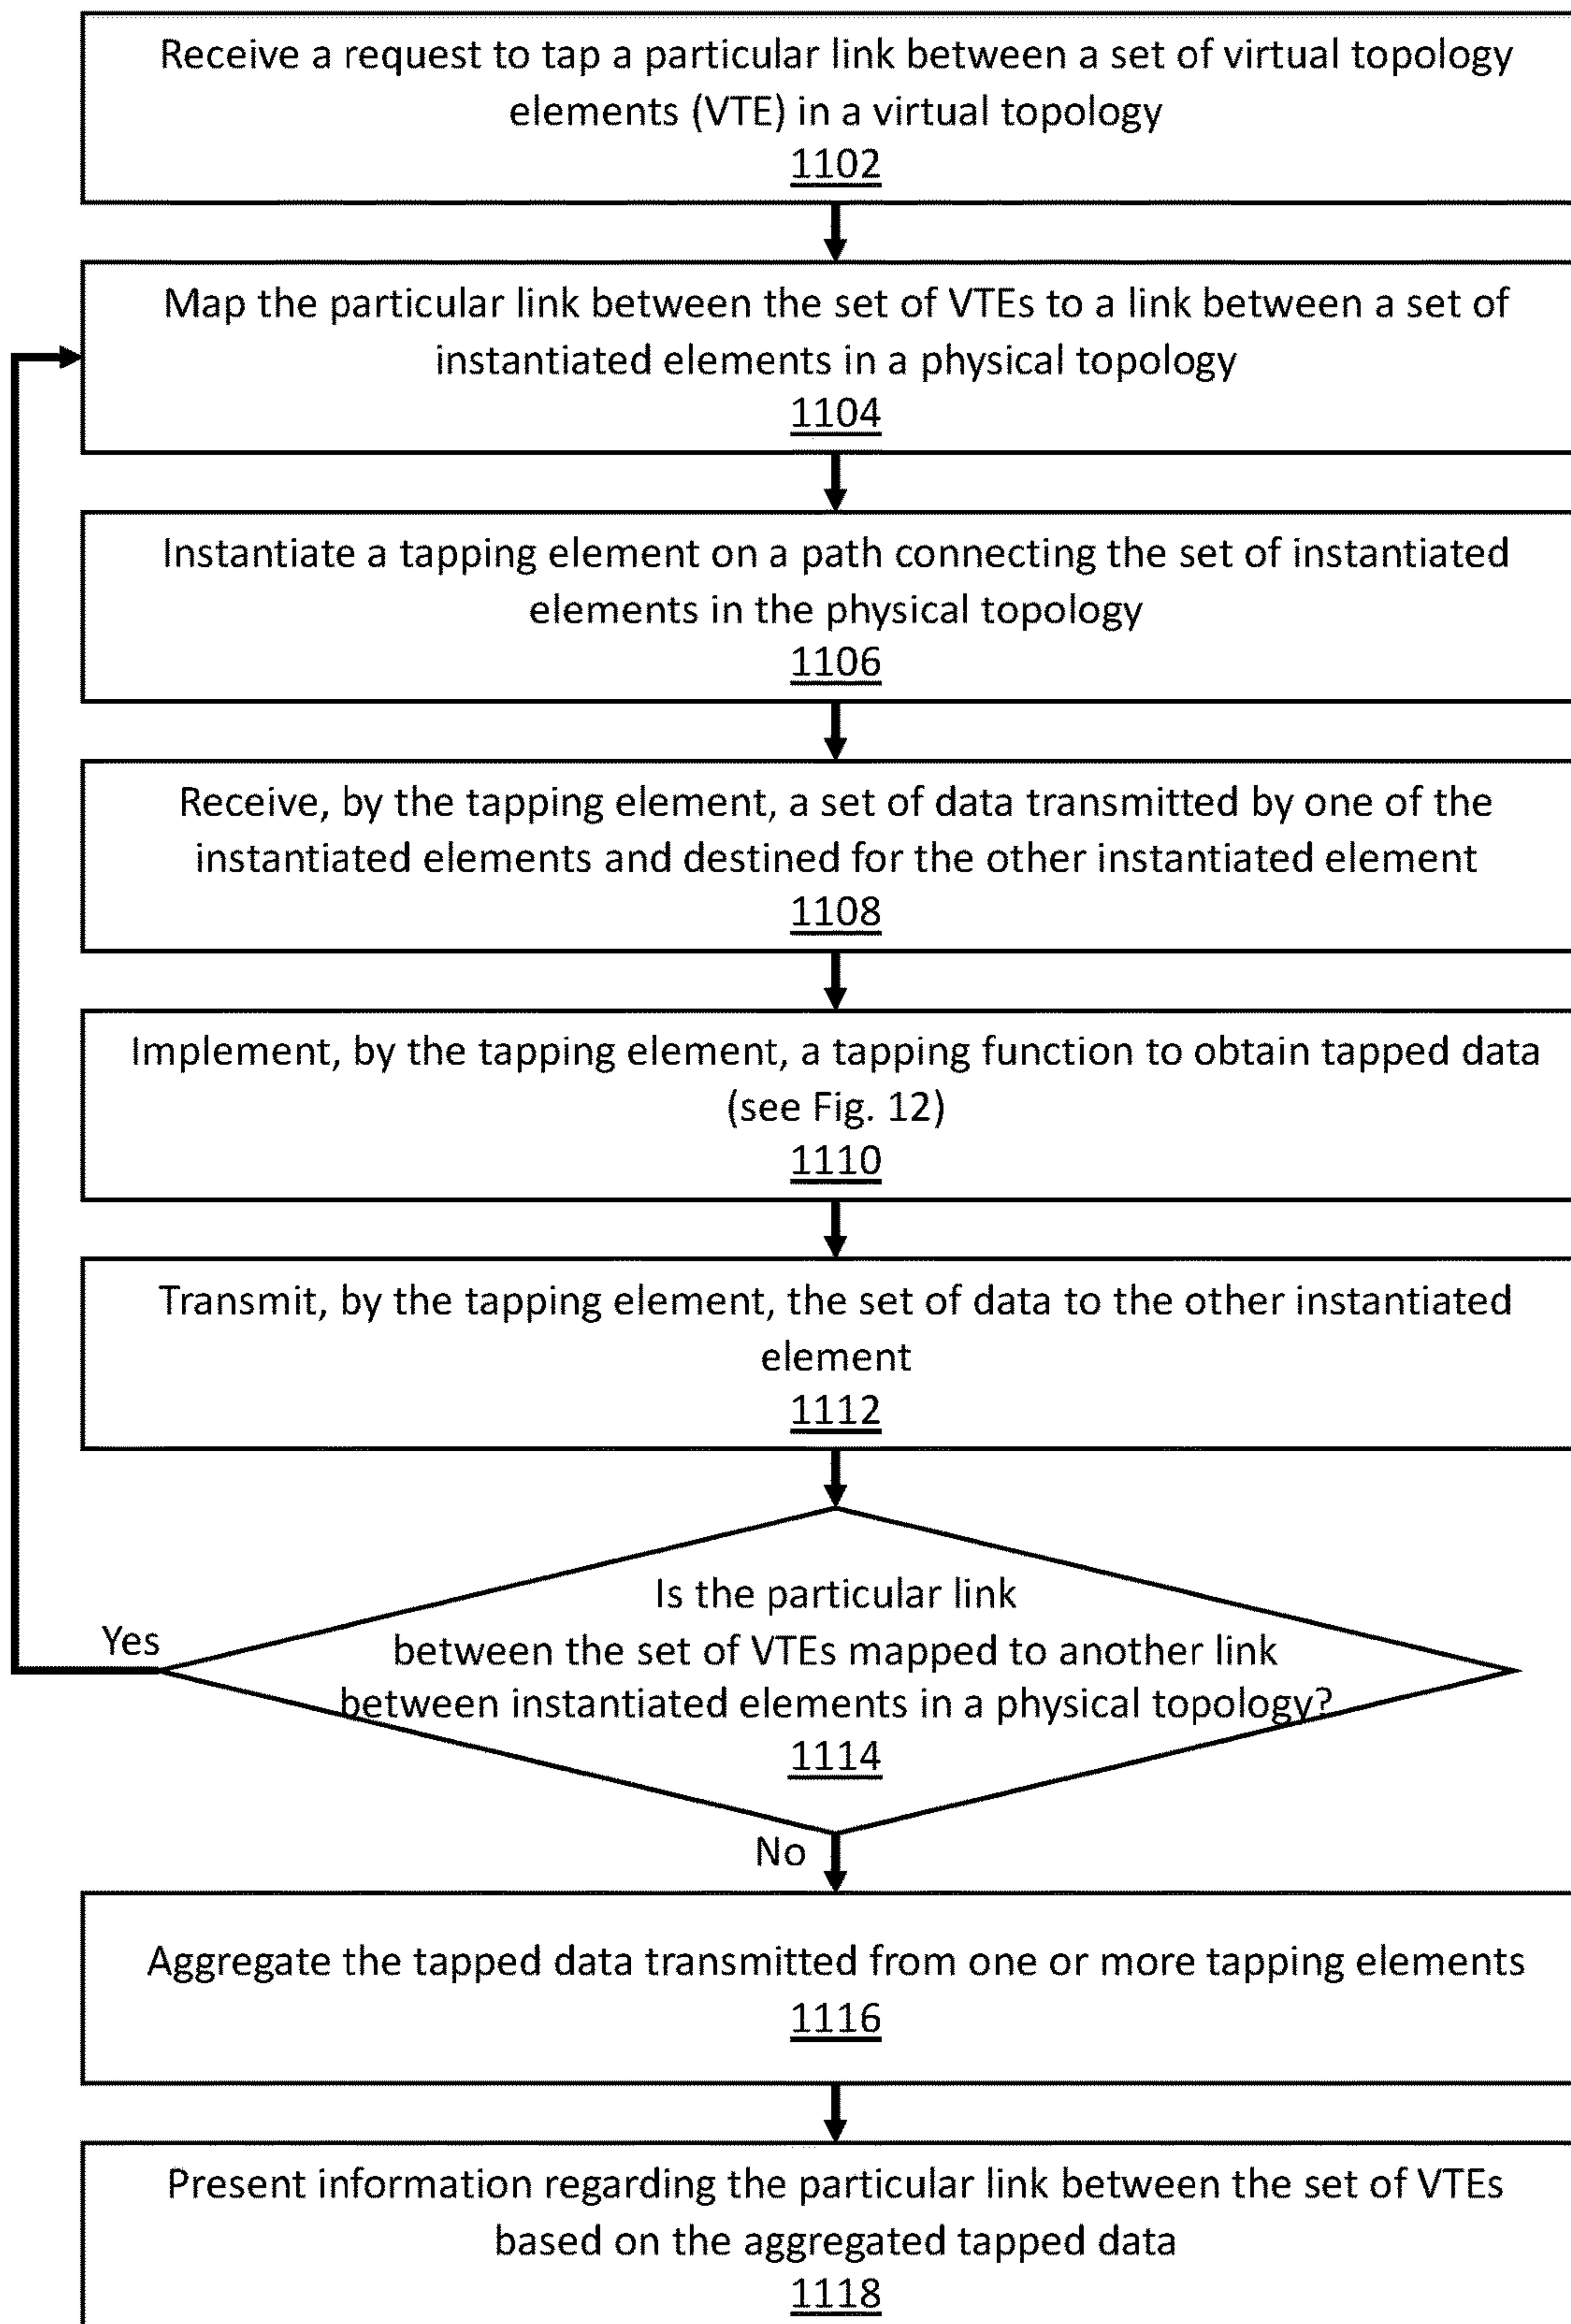 Receive a request to tap a particular link between a set of virtual topology
elements (VTE) in a virtual topology
1102
Map the particular link between the set of VTEs to a link between a set of
instantiated elements in a physical topology
1104
Instantiate a tapping element on a path connecting the set of instantiated
elements in the physical topology
1106
Receive, by the tapping element, a set of data transmitted by one of the
instantiated elements and destined for the other instantiated element
1108
Implement, by the tapping element, a tapping function to obtain tapped data
(see Fig. 12)
1110
Transmit, by the tapping element, the set of data to the other instantiated
element
1112
Is the particular link
Yes
between the set of VTEs mapped to another link
between instantiated elements in a physical topology?
1114
No
Aggregate the tapped data transmitted from one or more tapping elements
1116
Present information regarding the particular link between the set of VTEs
based on the aggregated tapped data
1118